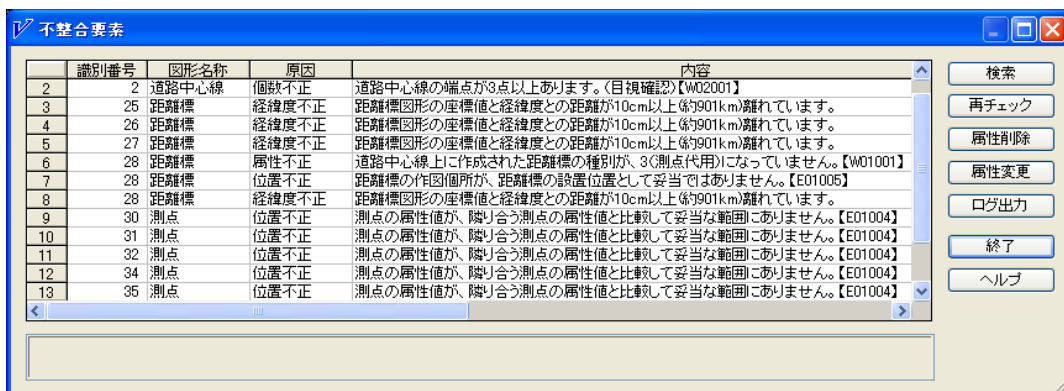 不整合要素
識別番号 図形名称 原因 内容
2 2 道路中心線 個数不正 道路中心線の端点が3点以上あります。(目視確認)【W02001】
3 25 距離標 経緯度不正 距離標図形の座標値と経緯度との距離が10cm以上(約901km)離れています。
4 26 距離標 経緯度不正 距離標図形の座標値と経緯度との距離が10cm以上(約901km)離れています。
5 27 距離標 経緯度不正 距離標図形の座標値と経緯度との距離が10cm以上(約901km)離れています。
6 28 距離標 属性不正 道路中心線上に作成された距離標の種別が、3(測点代用)になっていません。【W01001】
7 28 距離標 位置不正 距離標の作図個所が、距離標の設置位置として妥当ではありません。【E01005】
8 28 距離標 経緯度不正 距離標図形の座標値と経緯度との距離が10cm以上(約901km)離れています。
9 30 測点 位置不正 測点の属性値が、隣り合う測点の属性値と比較して妥当な範囲にありません。【E01004】
10 31 測点 位置不正 測点の属性値が、隣り合う測点の属性値と比較して妥当な範囲にありません。【E01004】
11 32 測点 位置不正 測点の属性値が、隣り合う測点の属性値と比較して妥当な範囲にありません。【E01004】
12 34 測点 位置不正 測点の属性値が、隣り合う測点の属性値と比較して妥当な範囲にありません。【E01004】
13 35 測点 位置不正 測点の属性値が、隣り合う測点の属性値と比較して妥当な範囲にありません。【E01004】
検索
再チェック
属性削除
属性変更
ログ出力
終了
ヘルプ